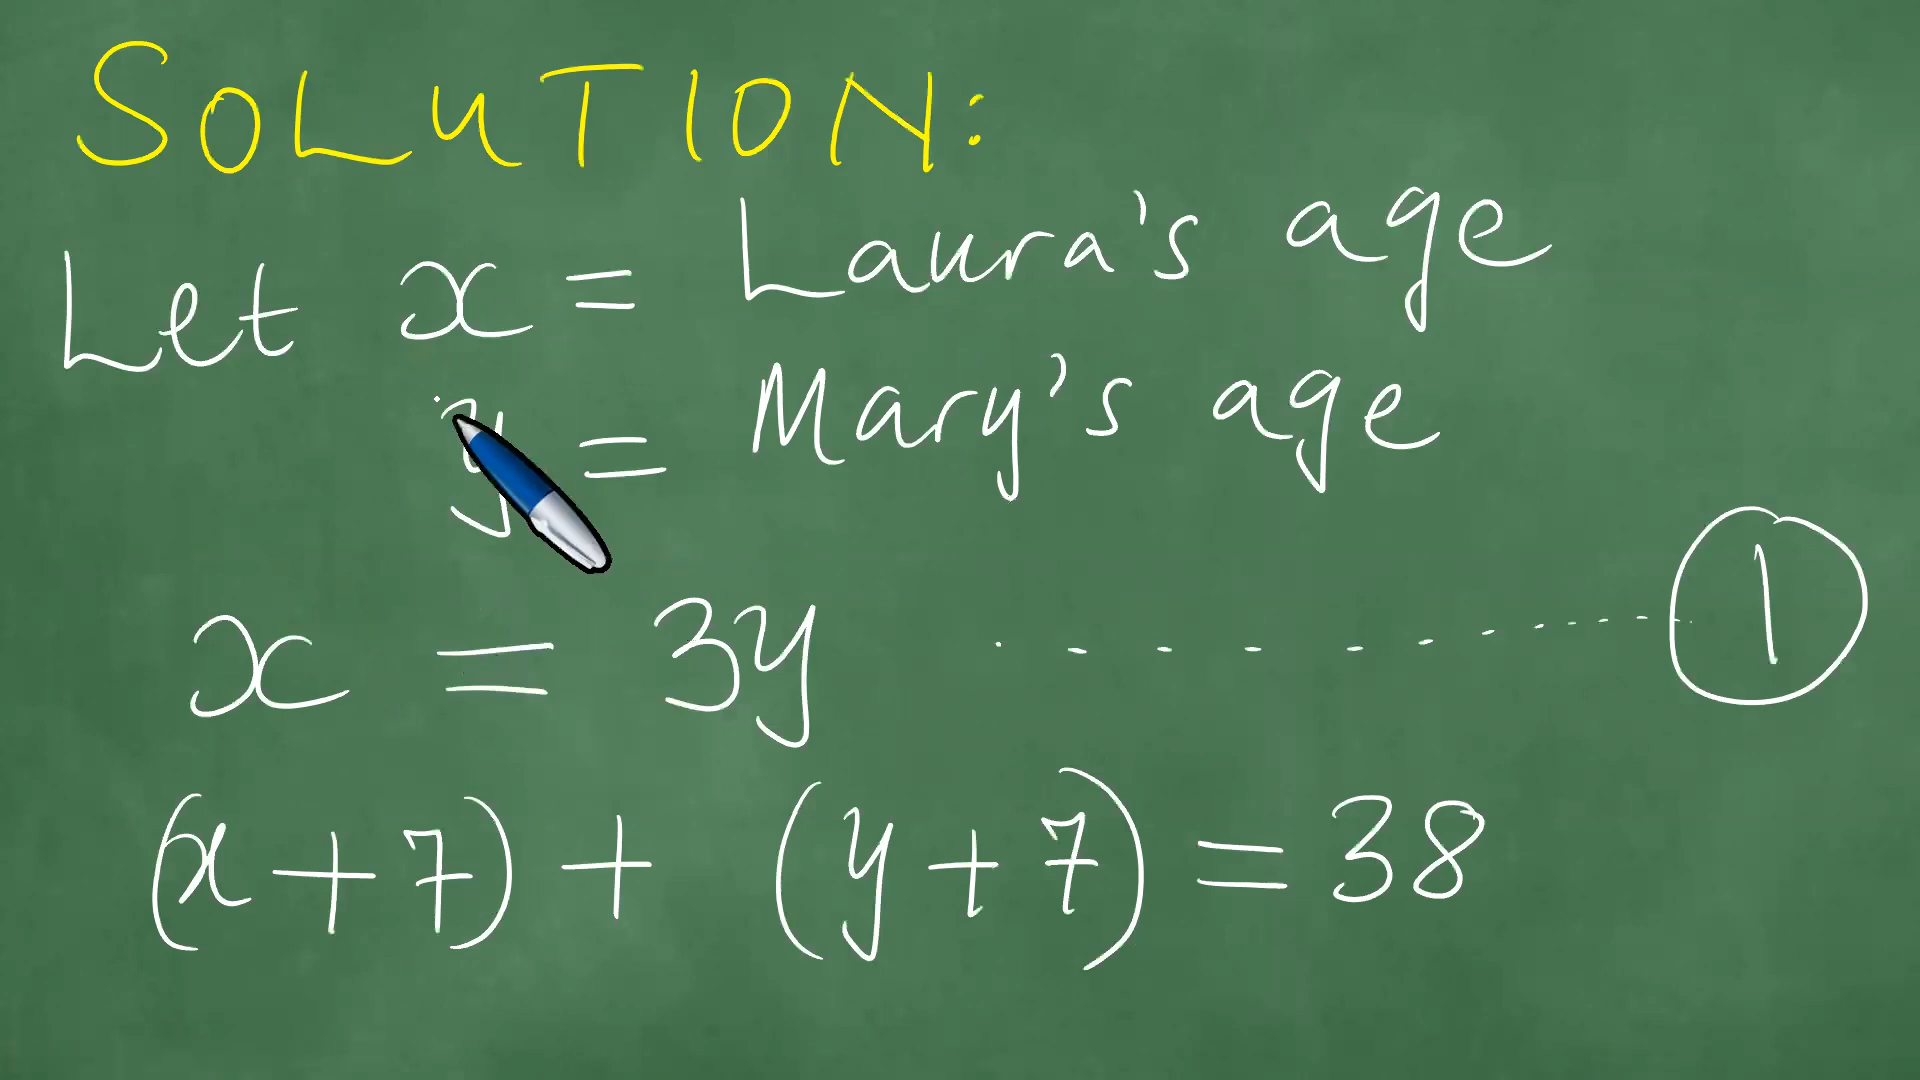 SOLUTION:
Let x = Laura's age
y = Mary's age
x = 3y - - - - - - - - - - 1
(x+7) + (y+7) = 38